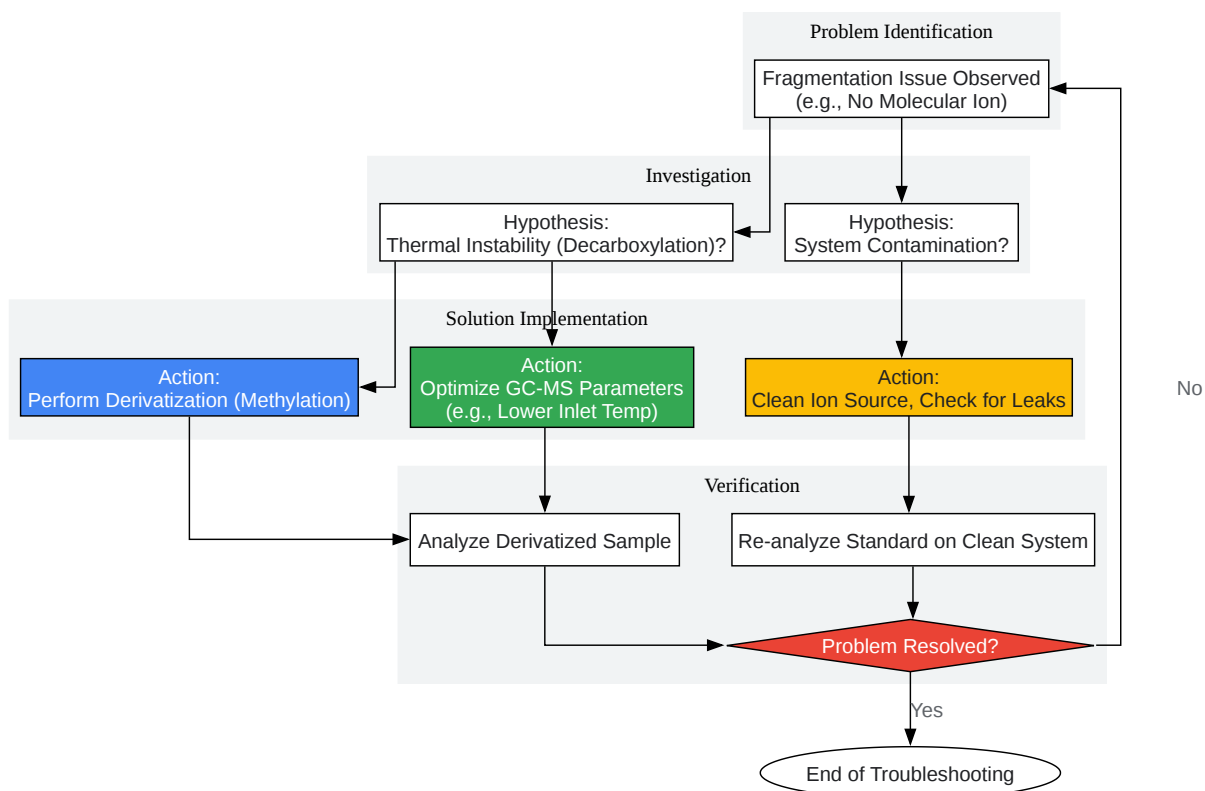 Problem Identification
Fragmentation Issue Observed
(e.g., No Molecular Ion)
Investigation
Hypothesis:
Thermal Instability (Decarboxylation)?
Hypothesis:
System Contamination?
Solution Implementation
Action:
Perform Derivatization (Methylation)
Action:
Optimize GC-MS Parameters
(e.g., Lower Inlet Temp)
Action:
Clean Ion Source, Check for Leaks
No
Verification
Analyze Derivatized Sample
Re-analyze Standard on Clean System
Problem Resolved?
Yes
End of Troubleshooting